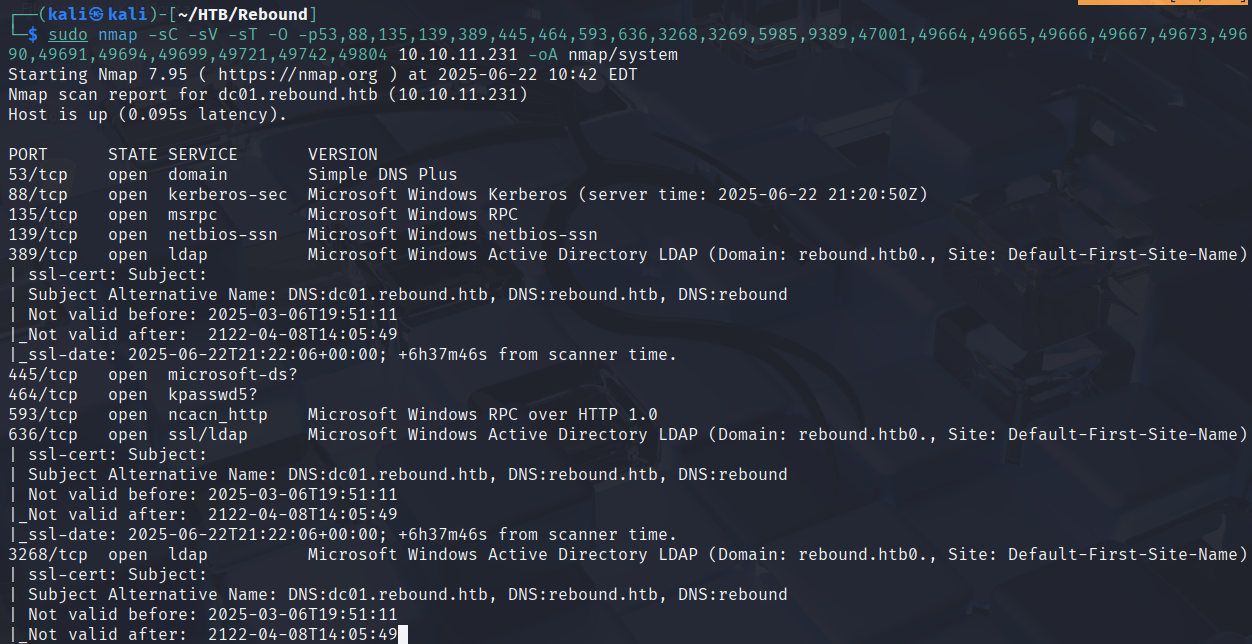 ┌──(kali㉿kali)-[~/HTB/Rebound]
└─$ sudo nmap -sC -sV -sT -O -p53,88,135,139,389,445,464,593,636,3268,3269,5985,9389,47001,49664,49665,49666,49667,49673,496
90,49691,49694,49699,49721,49742,49804 10.10.11.231 -oA nmap/system
Starting Nmap 7.95 ( https://nmap.org ) at 2025-06-22 10:42 EDT
Nmap scan report for dc01.rebound.htb (10.10.11.231)
Host is up (0.095s latency).
PORT     STATE SERVICE       VERSION
53/tcp   open  domain        Simple DNS Plus
88/tcp   open  kerberos-sec  Microsoft Windows Kerberos (server time: 2025-06-22 21:20:50Z)
135/tcp  open  msrpc         Microsoft Windows RPC
139/tcp  open  netbios-ssn   Microsoft Windows netbios-ssn
389/tcp  open  ldap          Microsoft Windows Active Directory LDAP (Domain: rebound.htb0., Site: Default-First-Site-Name)
| ssl-cert: Subject:
| Subject Alternative Name: DNS:dc01.rebound.htb, DNS:rebound.htb, DNS:rebound
| Not valid before: 2025-03-06T19:51:11
|_Not valid after:  2122-04-08T14:05:49
|_ssl-date: 2025-06-22T21:22:06+00:00; +6h37m46s from scanner time.
445/tcp  open  microsoft-ds?
464/tcp  open  kpasswd5?
593/tcp  open  ncacn_http    Microsoft Windows RPC over HTTP 1.0
636/tcp  open  ssl/ldap      Microsoft Windows Active Directory LDAP (Domain: rebound.htb0., Site: Default-First-Site-Name)
| ssl-cert: Subject:
| Subject Alternative Name: DNS:dc01.rebound.htb, DNS:rebound.htb, DNS:rebound
| Not valid before: 2025-03-06T19:51:11
|_Not valid after:  2122-04-08T14:05:49
|_ssl-date: 2025-06-22T21:22:06+00:00; +6h37m46s from scanner time.
3268/tcp open  ldap          Microsoft Windows Active Directory LDAP (Domain: rebound.htb0., Site: Default-First-Site-Name)
| ssl-cert: Subject:
| Subject Alternative Name: DNS:dc01.rebound.htb, DNS:rebound.htb, DNS:rebound
| Not valid before: 2025-03-06T19:51:11
|_Not valid after:  2122-04-08T14:05:49